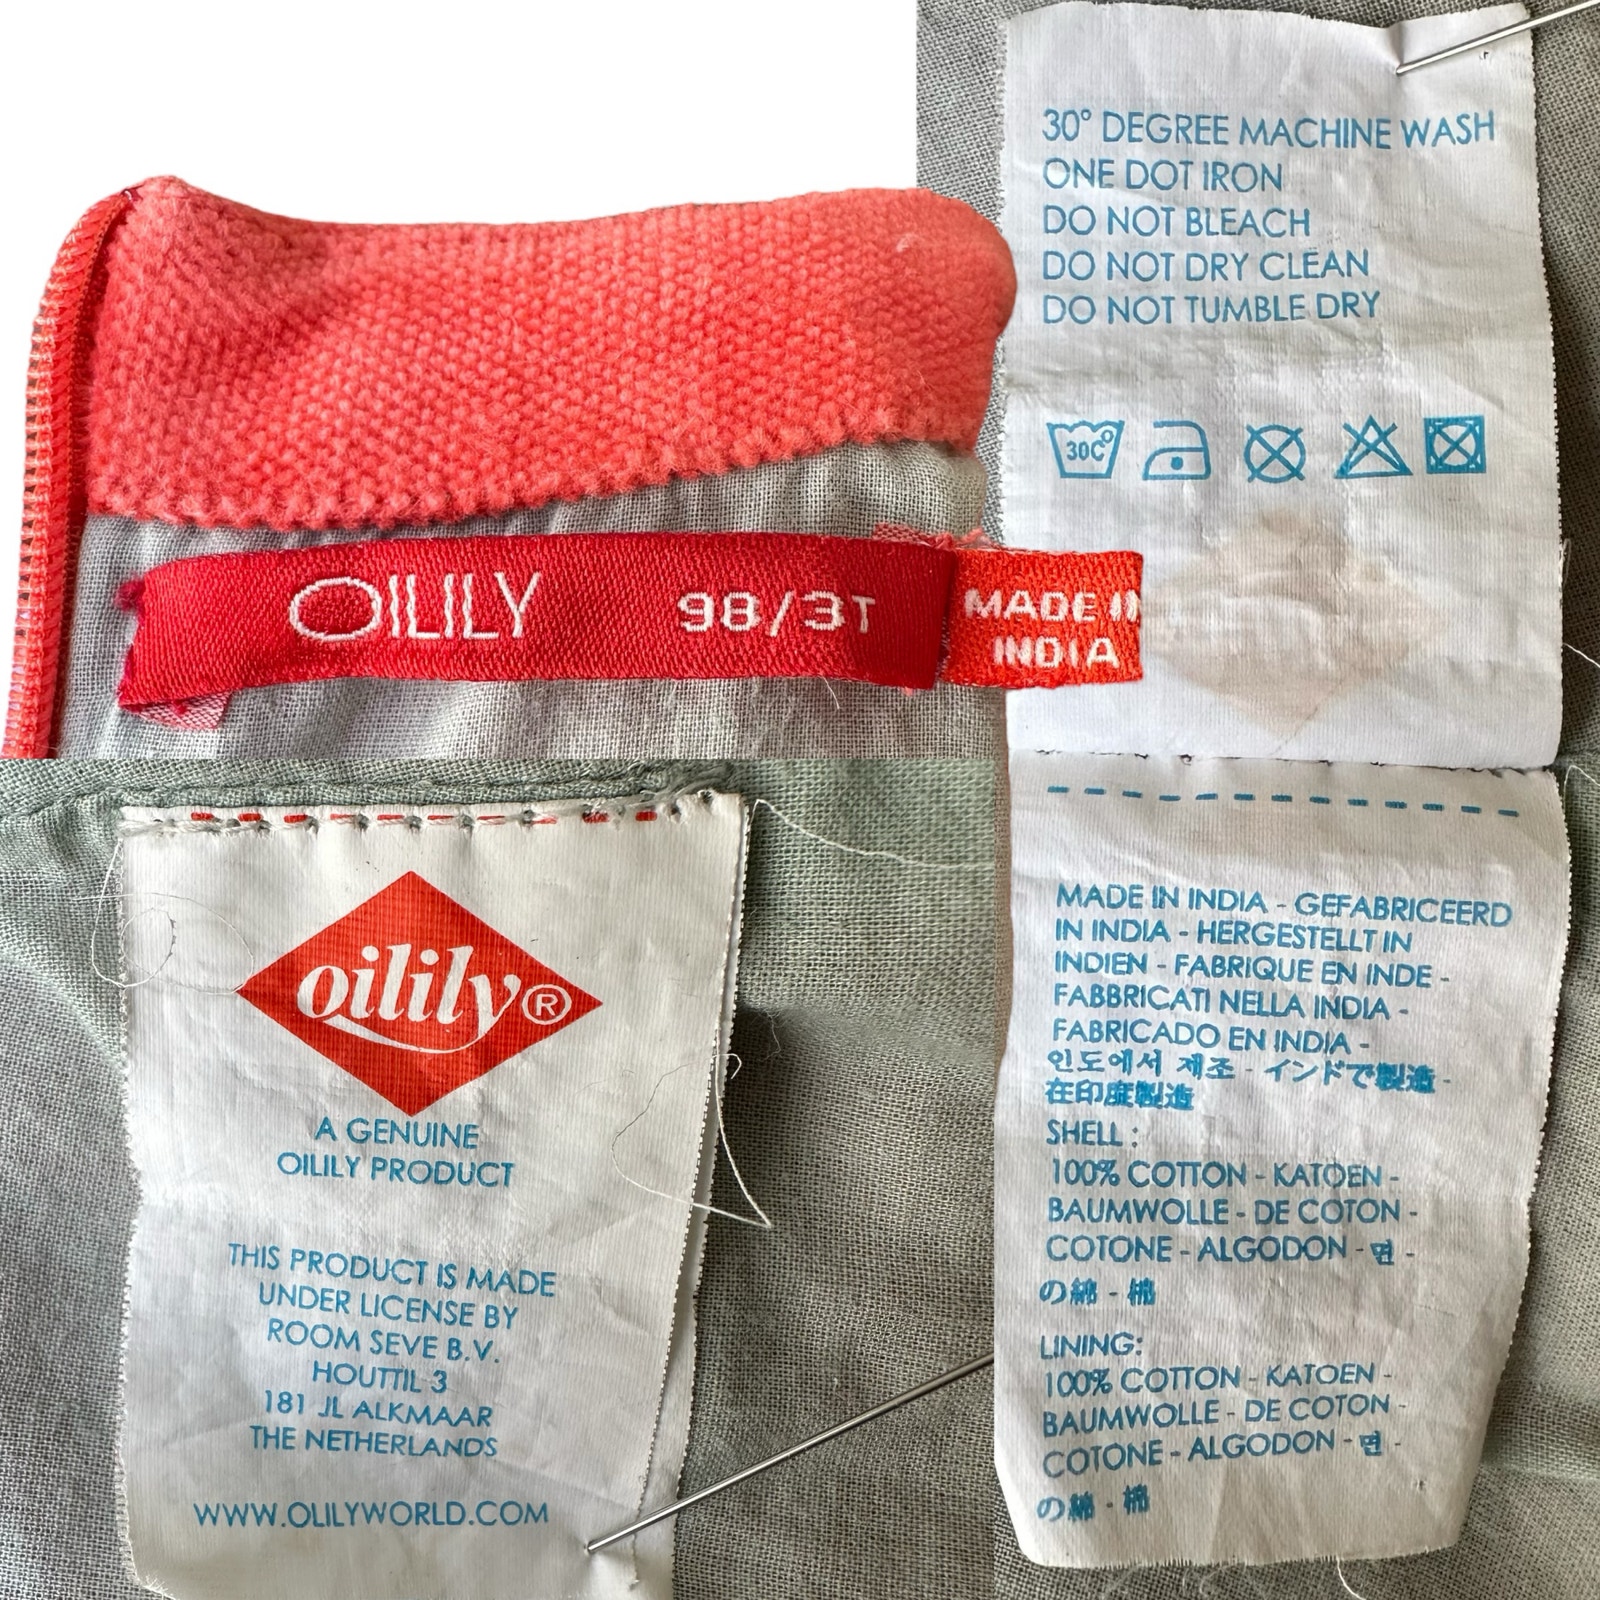 OILILY 98/3T
MADE IN
INDIA
30° DEGREE MACHINE WASH
ONE DOT IRON
DO NOT BLEACH
DO NOT DRY CLEAN
DO NOT TUMBLE DRY
30C°
oilily®
A GENUINE
OILILY PRODUCT
THIS PRODUCT IS MADE
UNDER LICENSE BY
ROOM SEVE B.V.
HOUTTIL 3
181 JL ALKMAAR
THE NETHERLANDS
WWW.OLILYWORLD.COM
MADE IN INDIA - GEFABRICEERD
IN INDIA - HERGESTELLT IN
INDIEN - FABRIQUE EN INDE -
FABBRICATI NELLA INDIA -
FABRICADO EN INDIA -
인도에서 제조 - インドで製造 -
在印度製造
SHELL :
100% COTTON - KATOEN -
BAUMWOLLE - DE COTON -
COTONE - ALGODON - 면 -
の綿 - 棉
LINING:
100% COTTON - KATOEN -
BAUMWOLLE - DE COTON -
COTONE - ALGODON - 면 -
の綿 - 棉